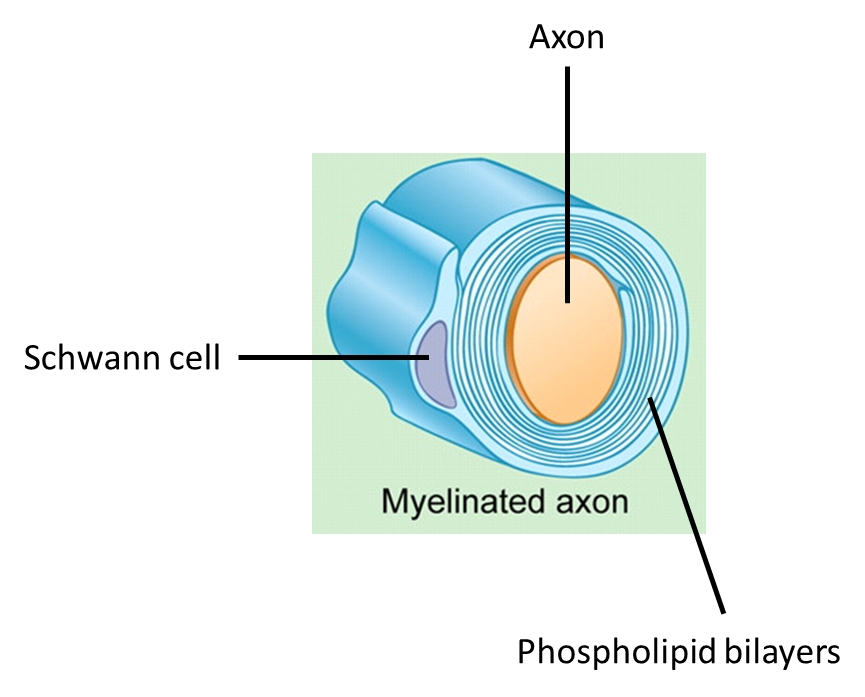 Axon
Schwann cell
Myelinated axon
Phospholipid bilayers